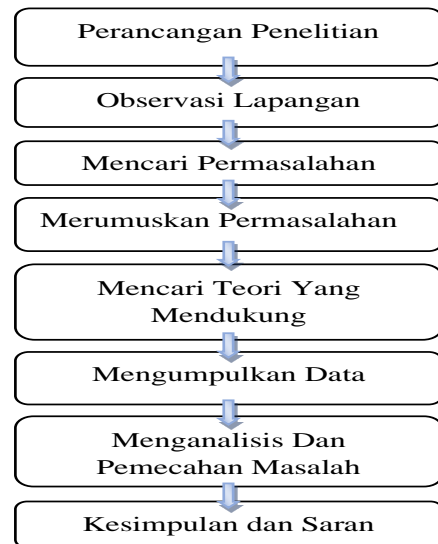 Perancangan Penelitian
Observasi Lapangan
Mencari Permasalahan
Merumuskan Permasalahan
Mencari Teori Yang
Mendukung
Mengumpulkan Data
Menganalisis Dan
Pemecahan Masalah
Kesimpulan dan Saran